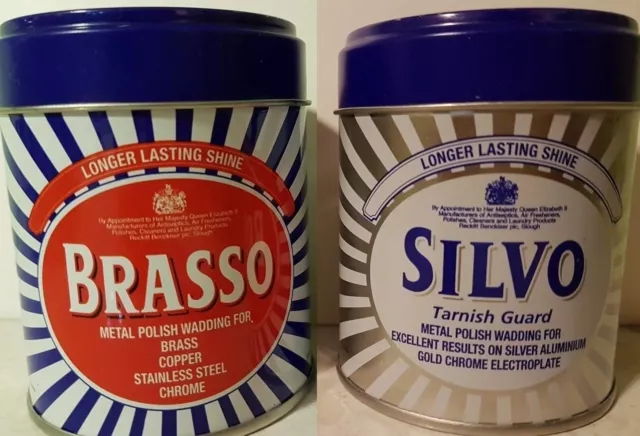 LONGER LASTING SHINE
By Appointment to Her Majesty Queen Elizabeth II
Manufacturers of Antiseptics, Air Fresheners,
Polishes, Cleaners and Laundry Products
Reckitt Benckiser plc, Slough
BRASSO
METAL POLISH WADDING FOR
BRASS
COPPER
STAINLESS STEEL
CHROME
LONGER LASTING SHINE
By Appointment to Her Majesty Queen Elizabeth II
Manufacturers of Antiseptics, Air Fresheners,
Polishes, Cleaners and Laundry Products
Reckitt Benckiser plc, Slough
SILVO
Tarnish Guard
METAL POLISH WADDING FOR
EXCELLENT RESULTS ON SILVER ALUMINIUM
GOLD CHROME ELECTROPLATE